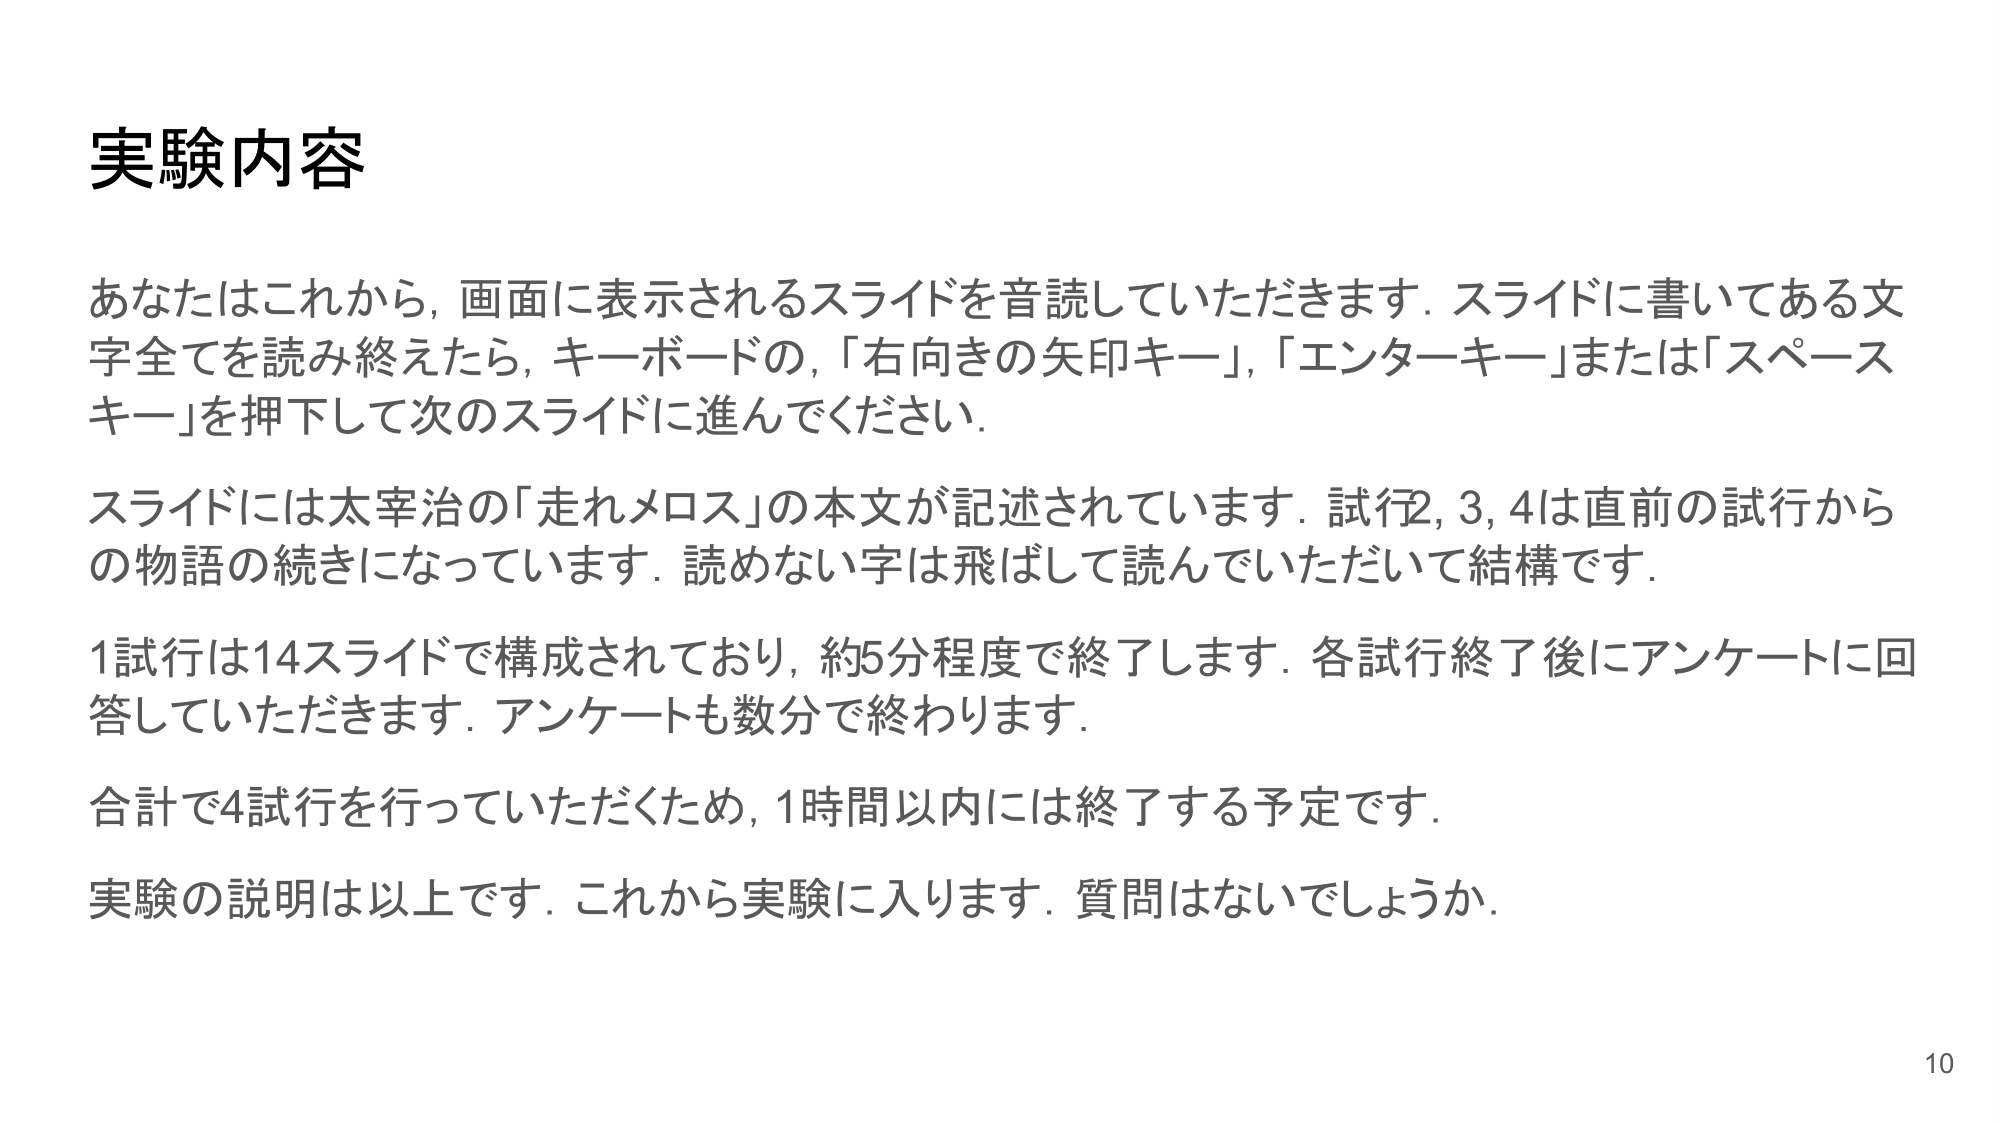 実験内容
あなたはこれから, 画面に表示されるスライドを音読していただきます. スライドに書いてある文
字全てを読み終えたら, キーボードの,「右向きの矢印キー」,「エンターキー」または「スペース
キー」を押下して次のスライドに進んでください.
スライドには太宰治の「走れメロス」の本文が記述されています. 試行2, 3, 4は直前の試行から
の物語の続きになっています. 読めない字は飛ばして読んでいただいて結構です.
1試行は14スライドで構成されており, 約5分程度で終了します. 各試行終了後にアンケートに回
答していただきます. アンケートも数分で終わります.
合計で4試行を行っていただくため, 1時間以内には終了する予定です.
実験の説明は以上です. これから実験に入ります. 質問はないでしょうか.
10